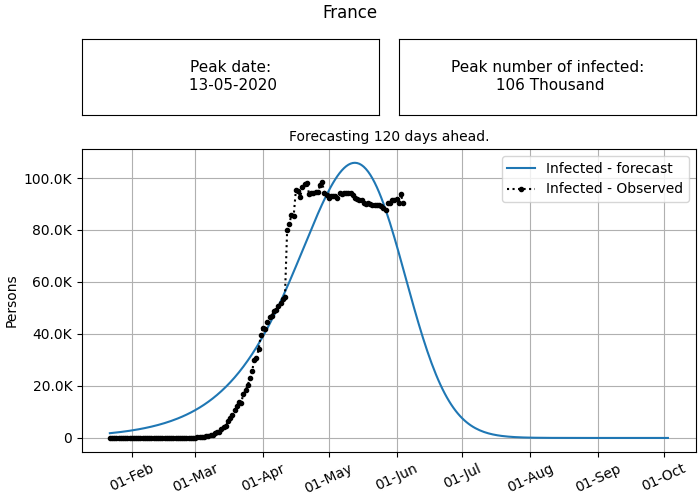 France
Peak date:
13-05-2020
Peak number of infected:
106 Thousand
Forecasting 120 days ahead.
Infected - forecast
Infected - Observed
100.0K
80.0K
60.0K
40.0K
20.0K
0
Persons
01-Feb
01-Mar
01-Apr
01-May
01-Jun
01-Jul
01-Aug
01-Sep
01-Oct